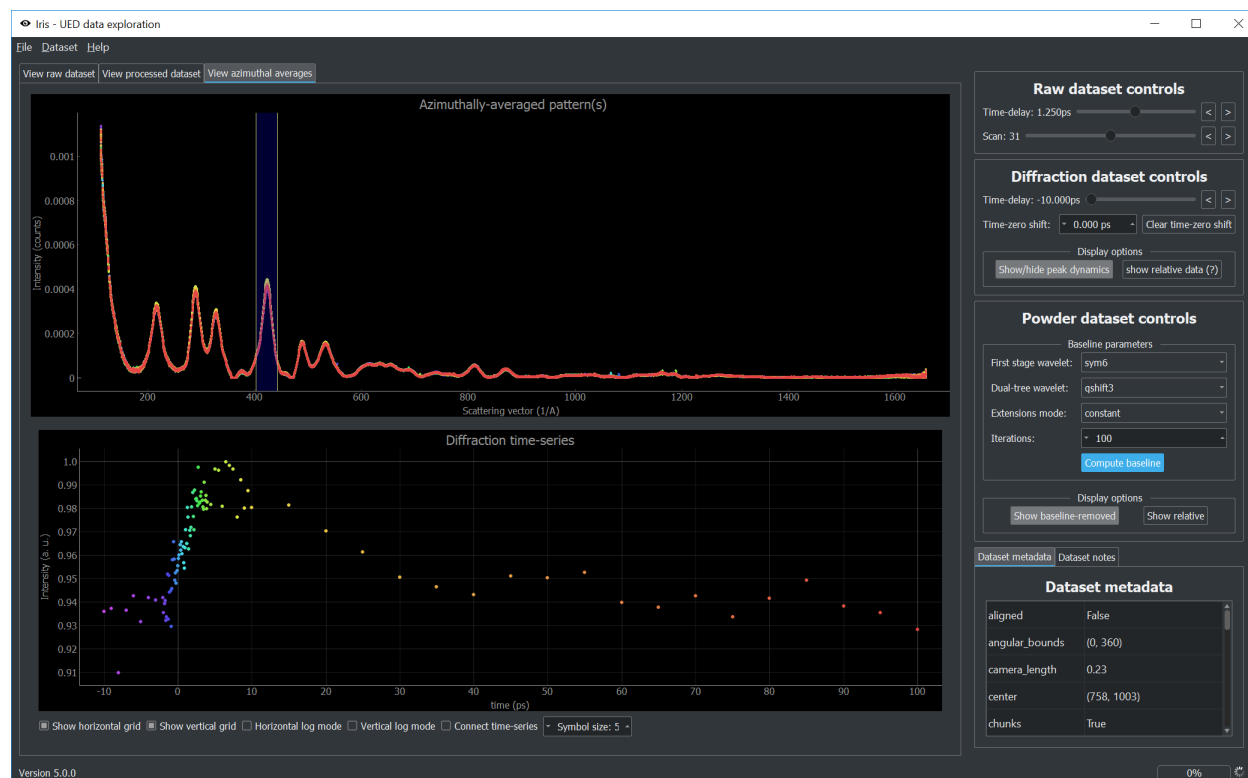 Iris - UED data exploration
File Dataset Help
View raw dataset View processed dataset View azimuthal averages
Azimuthally-averaged pattern(s)
Intensity (counts)
0.001
0.0008
0.0006
0.0004
0.0002
0
200 400 600 800 1000 1200 1400 1600
Scattering vector (1/A)
Diffraction time-series
Intensity (a. u.)
1.0
0.99
0.98
0.97
0.96
0.95
0.94
0.93
0.92
0.91
-10 0 10 20 30 40 50 60 70 80 90 100
time (ps)
Show horizontal grid Show vertical grid Horizontal log mode Vertical log mode Connect time-series Symbol size: 5
Raw dataset controls
Time-delay: 1.250ps < >
Scan: 31 < >
Diffraction dataset controls
Time-delay: -10.000ps < >
Time-zero shift: 0.000 ps Clear time-zero shift
Display options
Show/hide peak dynamics show relative data (?)
Powder dataset controls
Baseline parameters
First stage wavelet: sym6
Dual-tree wavelet: qshift3
Extensions mode: constant
Iterations: 100
Compute baseline
Display options
Show baseline-removed Show relative
Dataset metadata Dataset notes
Dataset metadata
aligned False
angular_bounds (0, 360)
camera_length 0.23
center (758, 1003)
chunks True
Version 5.0.0
0%